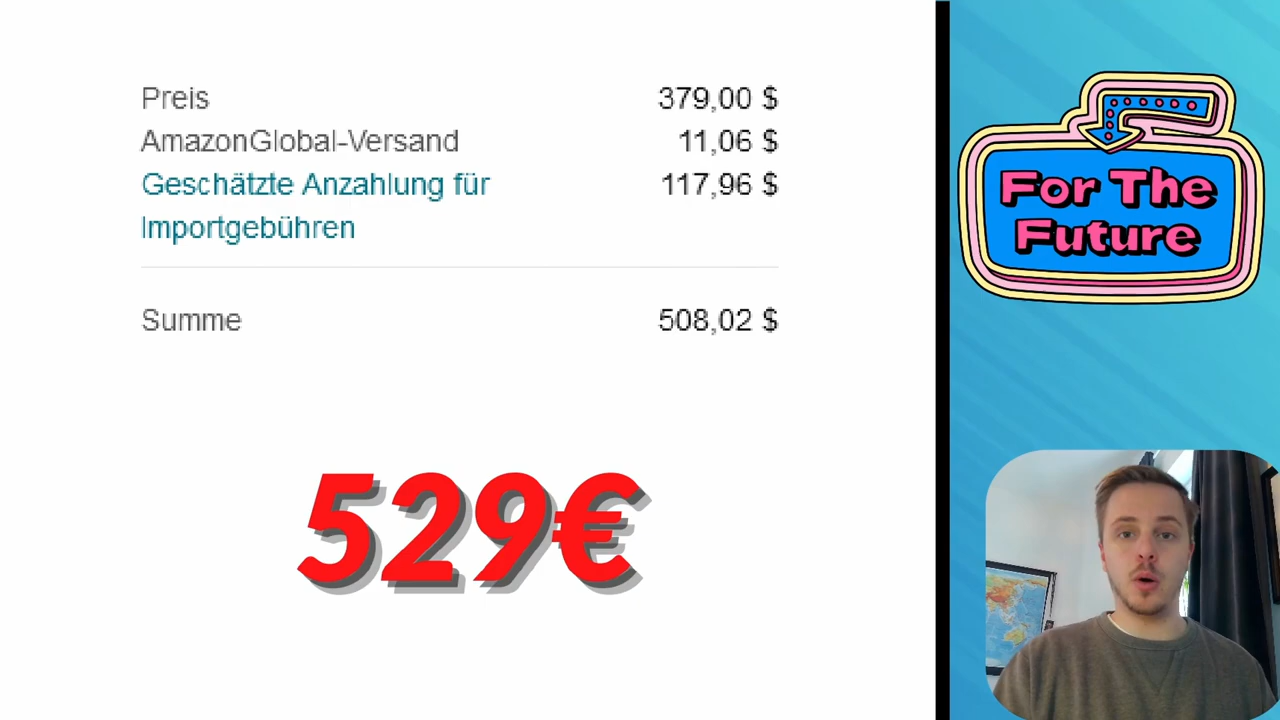 Preis 379,00 $
AmazonGlobal-Versand 11,06 $
Geschätzte Anzahlung für 117,96 $
Importgebühren
Summe 508,02 $
529€
For The
Future